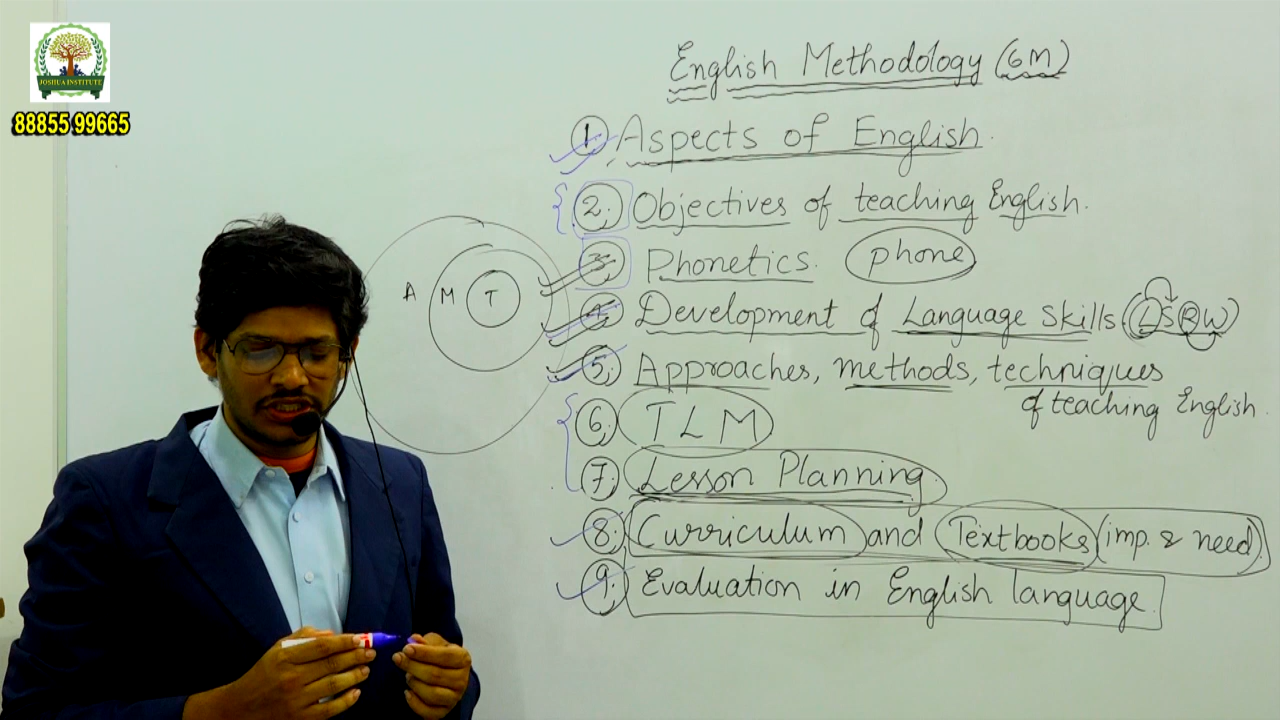 JOSHUA INSTITUTE
88855 99665
English Methodology (6M)
1. Aspects of English.
2. Objectives of teaching English.
3. Phonetics. phone
4. Development of Language Skills (LSRW)
5. Approaches, methods, techniques
of teaching English.
6. TLM
7. Lesson Planning
8. Curriculum and Textbooks (imp. & need)
9. Evaluation in English language.
A M T